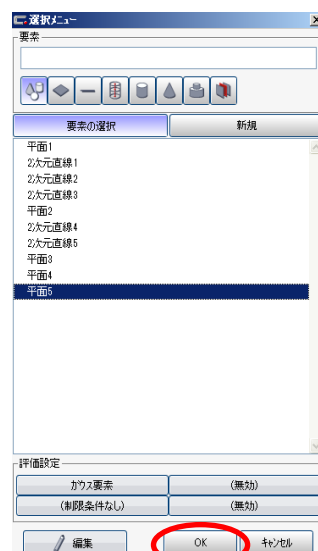 選択メニュー
要素
要素の選択 新規
平面1
2次元直線1
2次元直線2
2次元直線3
平面2
2次元直線4
2次元直線5
平面3
平面4
平面5
評価設定
ガウス要素 (無効)
(制限条件なし) (無効)
編集 OK キャンセル